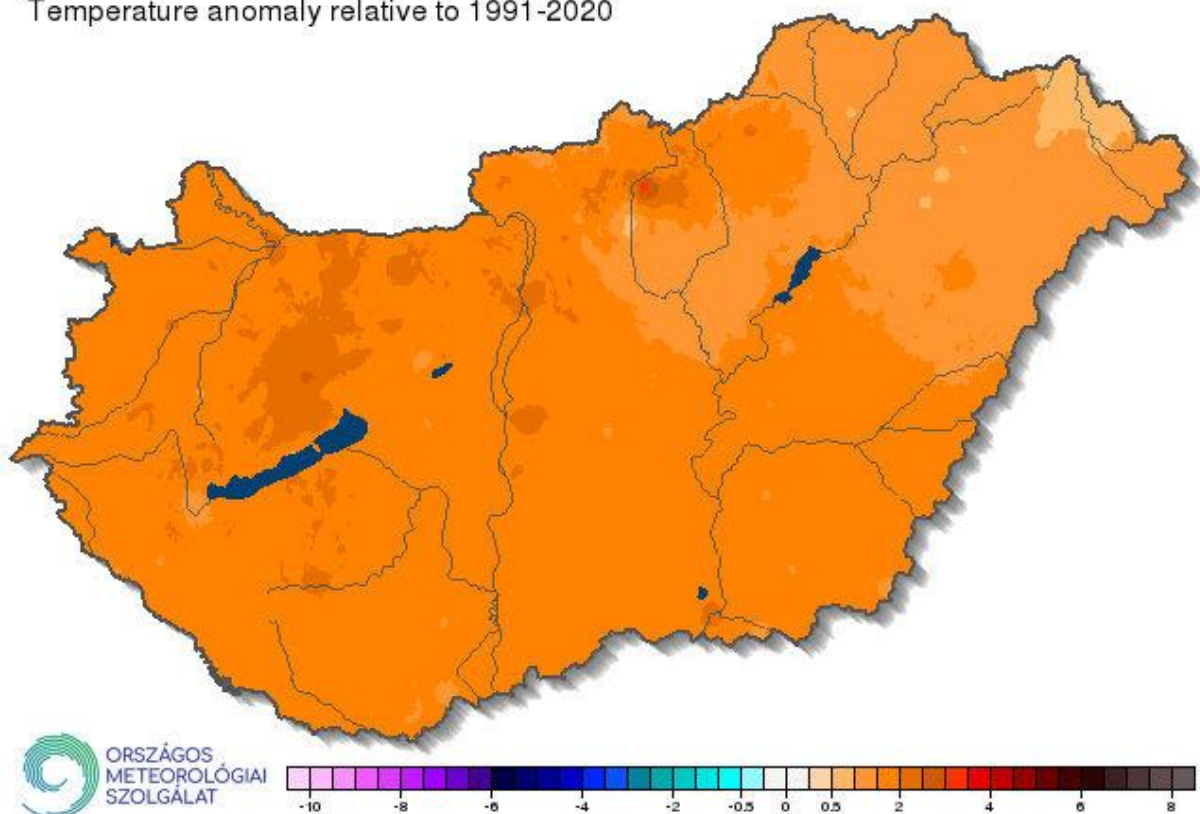 Temperature anomaly relative to 1991-2020
ORSZÁGOS
METEOROLÓGIAI
SZOLGÁLAT
-10 -8 -6 -4 -2 -0.5 0 0.5 2 4 6 8